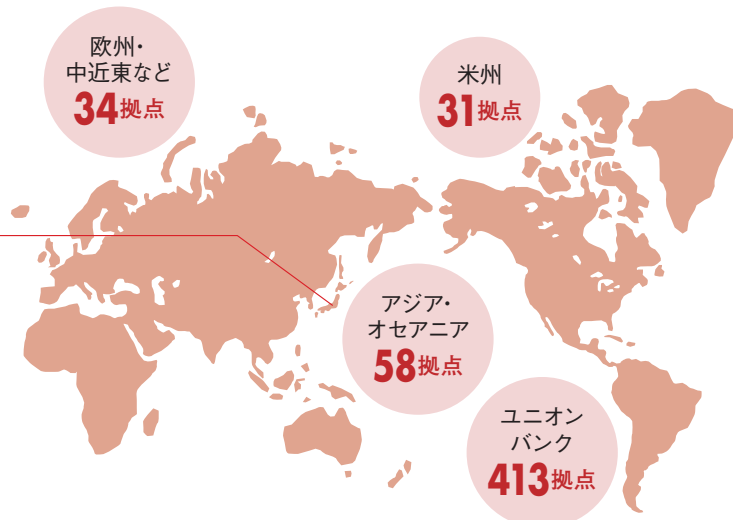 欧州・
中近東など
34拠点
米州
31拠点
アジア・
オセアニア
58拠点
ユニオン
バンク
413拠点